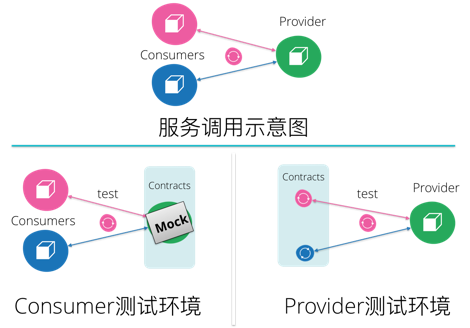 Provider
Consumers
服务调用示意图
test
Contracts
Consumers
Mock
Consumer测试环境
Contracts
test
Provider
Provider测试环境